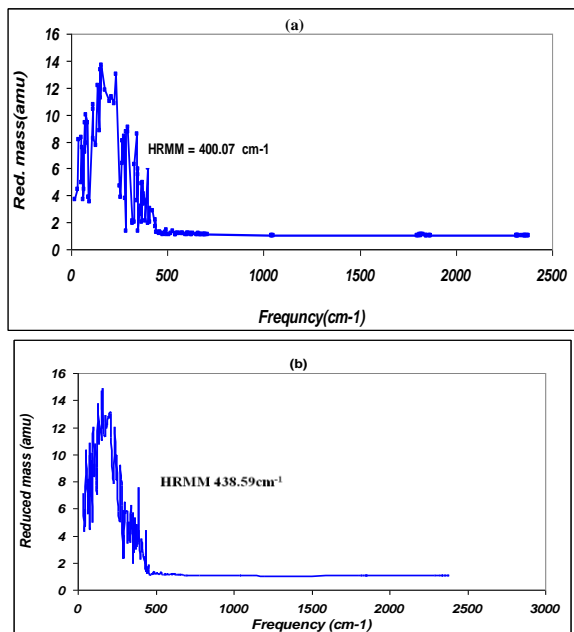 (a)
16
14
12
10
8
6
4
2
0
Red. mass(amu)
HRMM = 400.07 cm-1
0 500 1000 1500 2000 2500
Frequncy(cm-1)
(b)
16
14
12
10
8
6
4
2
0
Reduced mass (amu)
HRMM 438.59cm⁻¹
0 500 1000 1500 2000 2500 3000
Frequency (cm-1)